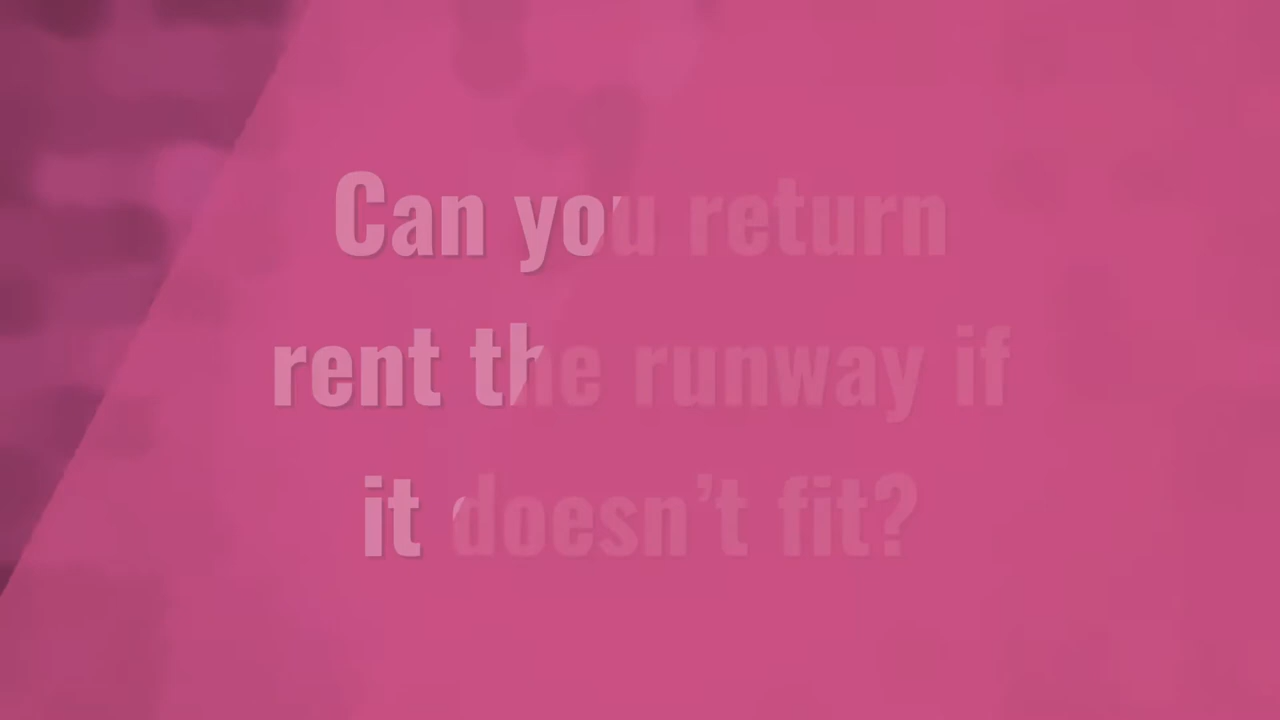 Can you return
rent the runway if
it doesn’t fit?